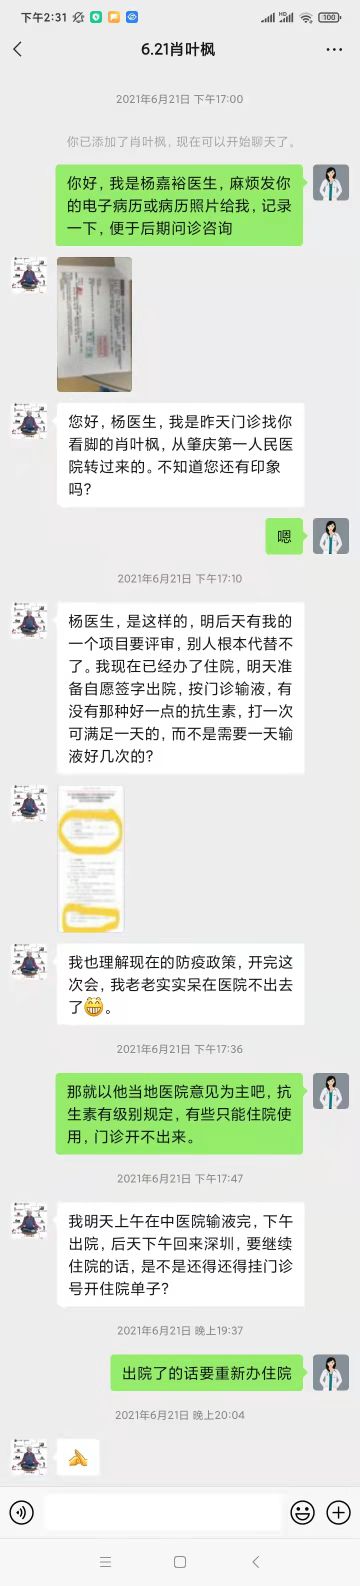 下午2:31
100
6.21肖叶枫
2021年6月21日 下午17:00
你已添加了肖叶枫，现在可以开始聊天了。
你好，我是杨嘉裕医生，麻烦发你
的电子病历或病历照片给我，记录
一下，便于后期问诊咨询
您好，杨医生，我是昨天门诊找你
看脚的肖叶枫，从肇庆第一人民医
院转过来的。不知道您还有印象
吗？
嗯
2021年6月21日 下午17:10
杨医生，是这样的，明后天有我的
一个项目要评审，别人根本代替不
了。我现在已经办了住院，明天准
备自愿签字出院，按门诊输液，有
没有那种好一点的抗生素，打一次
可满足一天的，而不是需要一天输
液好几次的？
我也理解现在的防疫政策，开完这
次会，我老老实实呆在医院不出去
了😁。
2021年6月21日 下午17:36
那就以他当地医院意见为主吧，抗
生素有级别规定，有些只能住院使
用，门诊开不出来。
2021年6月21日 下午17:47
我明天上午在中医院输液完，下午
出院，后天下午回来深圳，要继续
住院的话，是不是还得还得挂门诊
号开住院单子？
2021年6月21日 晚上19:37
出院了的话要重新办住院
2021年6月21日 晚上20:04